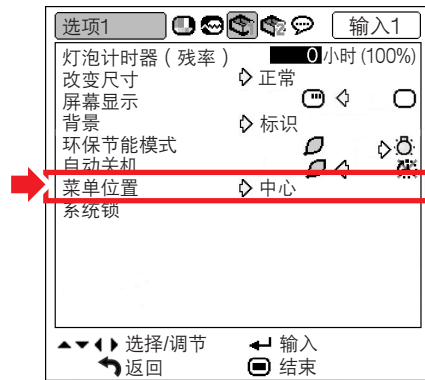 选项1 输入1
灯泡计时器(残率) 0小时(100%)
改变尺寸 正常
屏幕显示
背景 标识
环保节能模式
自动关机
菜单位置 中心
系统锁
选择/调节 输入
返回 结束